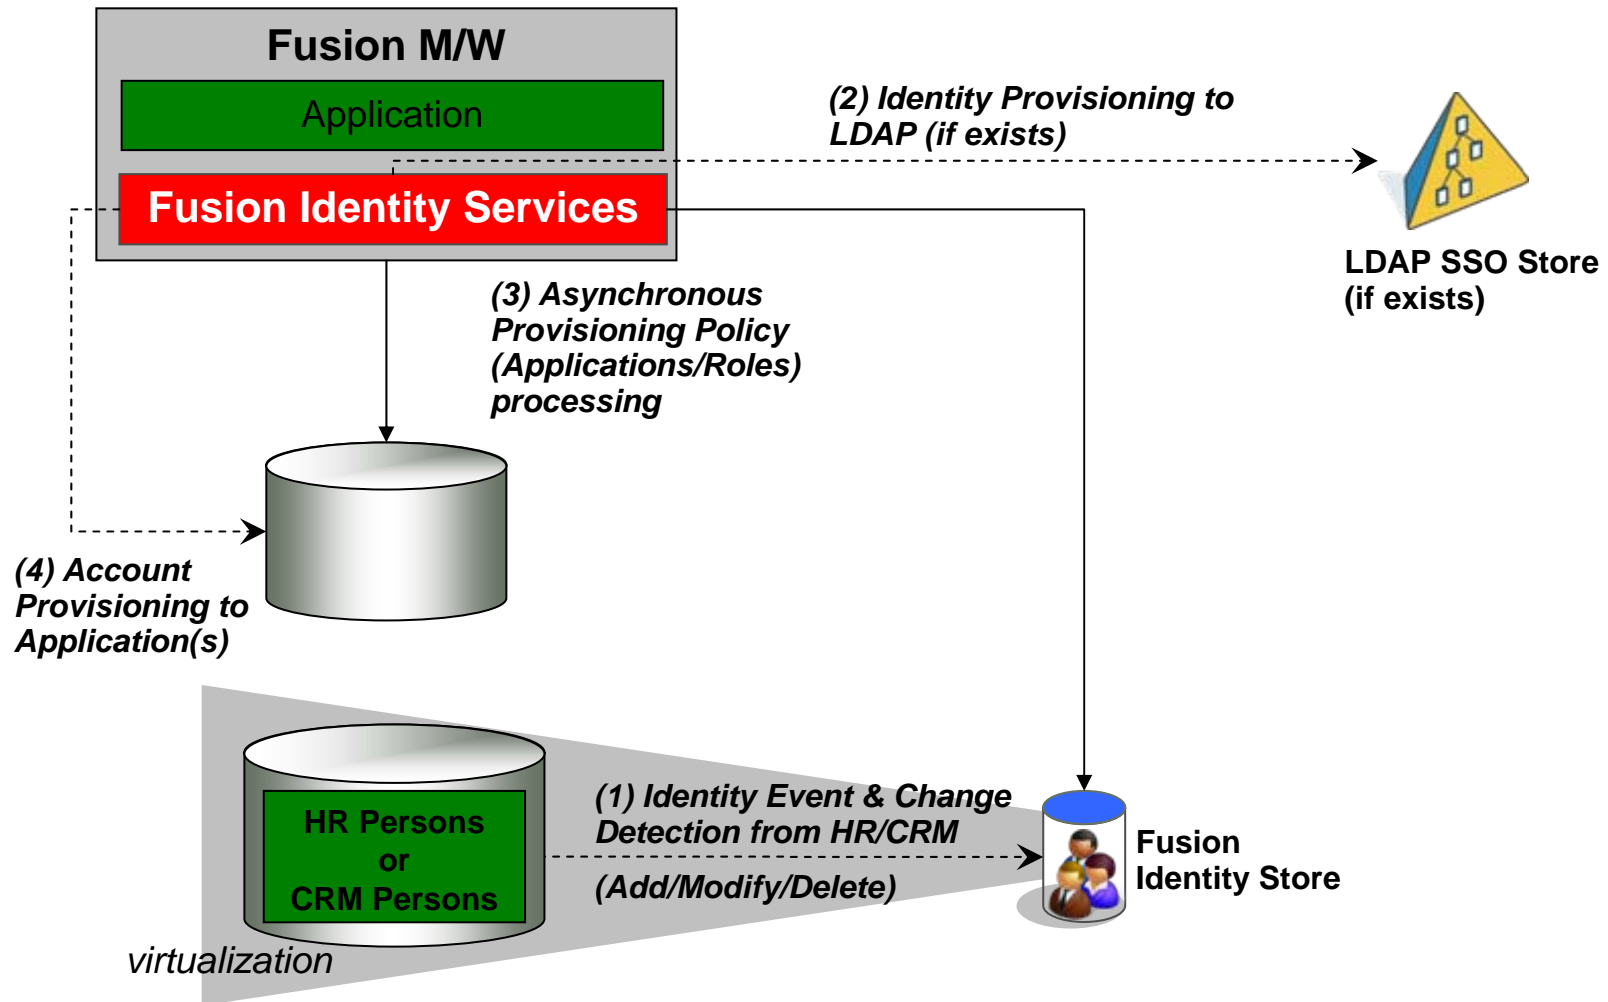 Fusion M/W
Application
Fusion Identity Services
(2) Identity Provisioning to
LDAP (if exists)
LDAP SSO Store
(if exists)
(3) Asynchronous
Provisioning Policy
(Applications/Roles)
processing
(4) Account
Provisioning to
Application(s)
HR Persons
or
CRM Persons
(1) Identity Event & Change
Detection from HR/CRM
(Add/Modify/Delete)
Fusion
Identity Store
virtualization